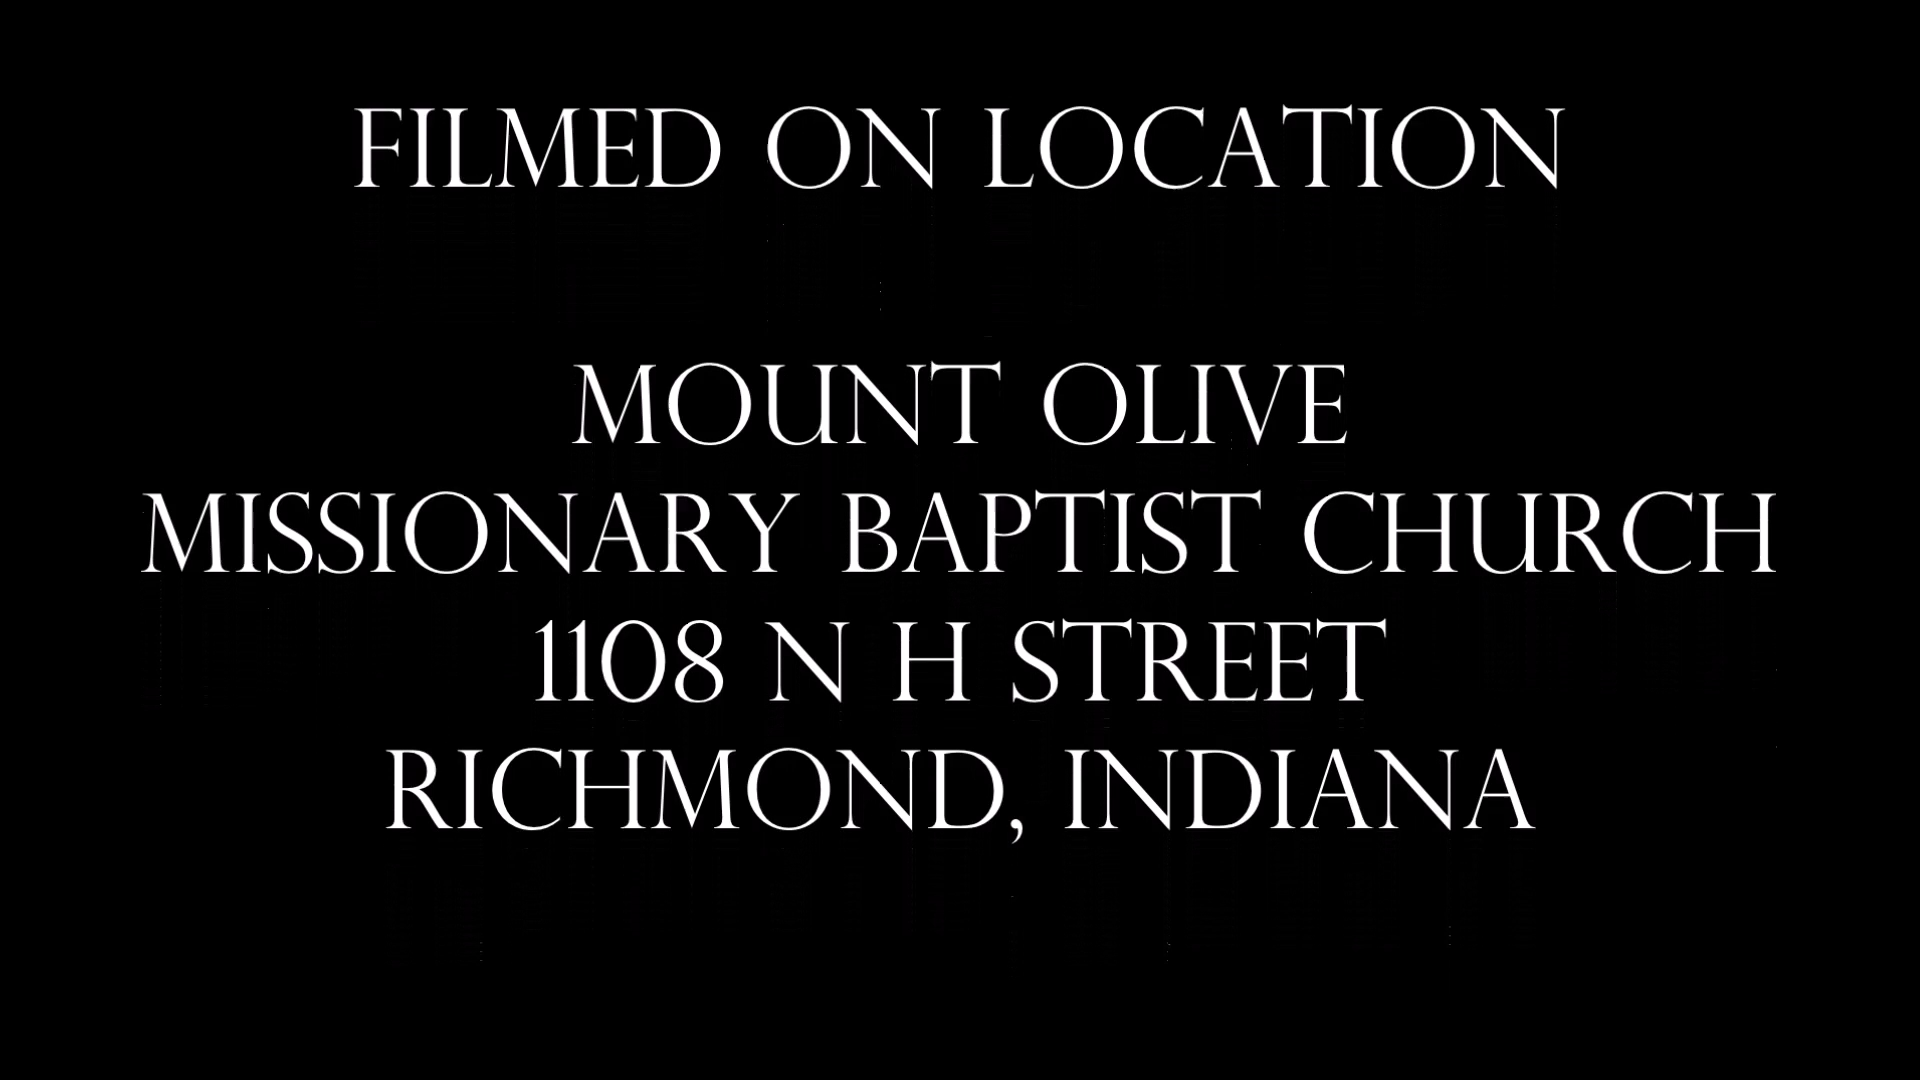 FILMED ON LOCATION
MOUNT OLIVE
MISSIONARY BAPTIST CHURCH
1108 N H STREET
RICHMOND, INDIANA